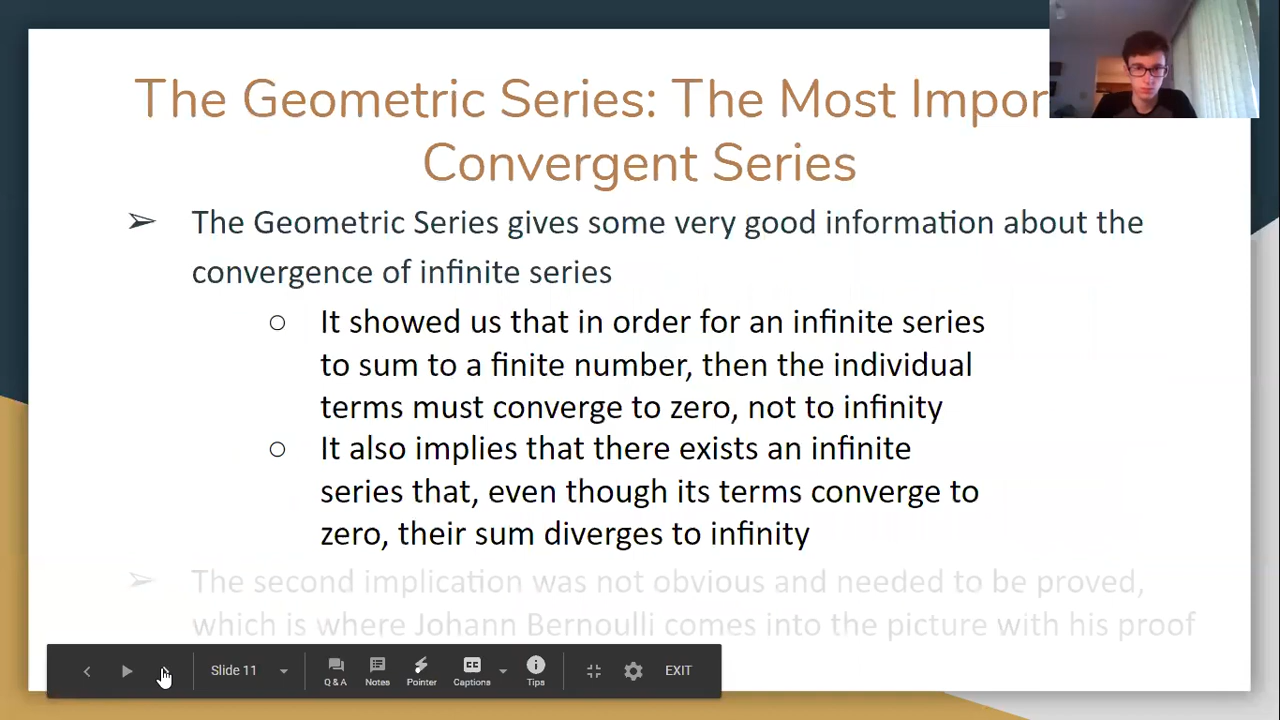 The Geometric Series: The Most Impor
Convergent Series
➢ The Geometric Series gives some very good information about the
convergence of infinite series
○ It showed us that in order for an infinite series
to sum to a finite number, then the individual
terms must converge to zero, not to infinity
○ It also implies that there exists an infinite
series that, even though its terms converge to
zero, their sum diverges to infinity
➢ The second implication was not obvious and needed to be proved,
which is where Johann Bernoulli comes into the picture with his proof
Slide 11 Q & A Notes Pointer CC Captions Tips EXIT